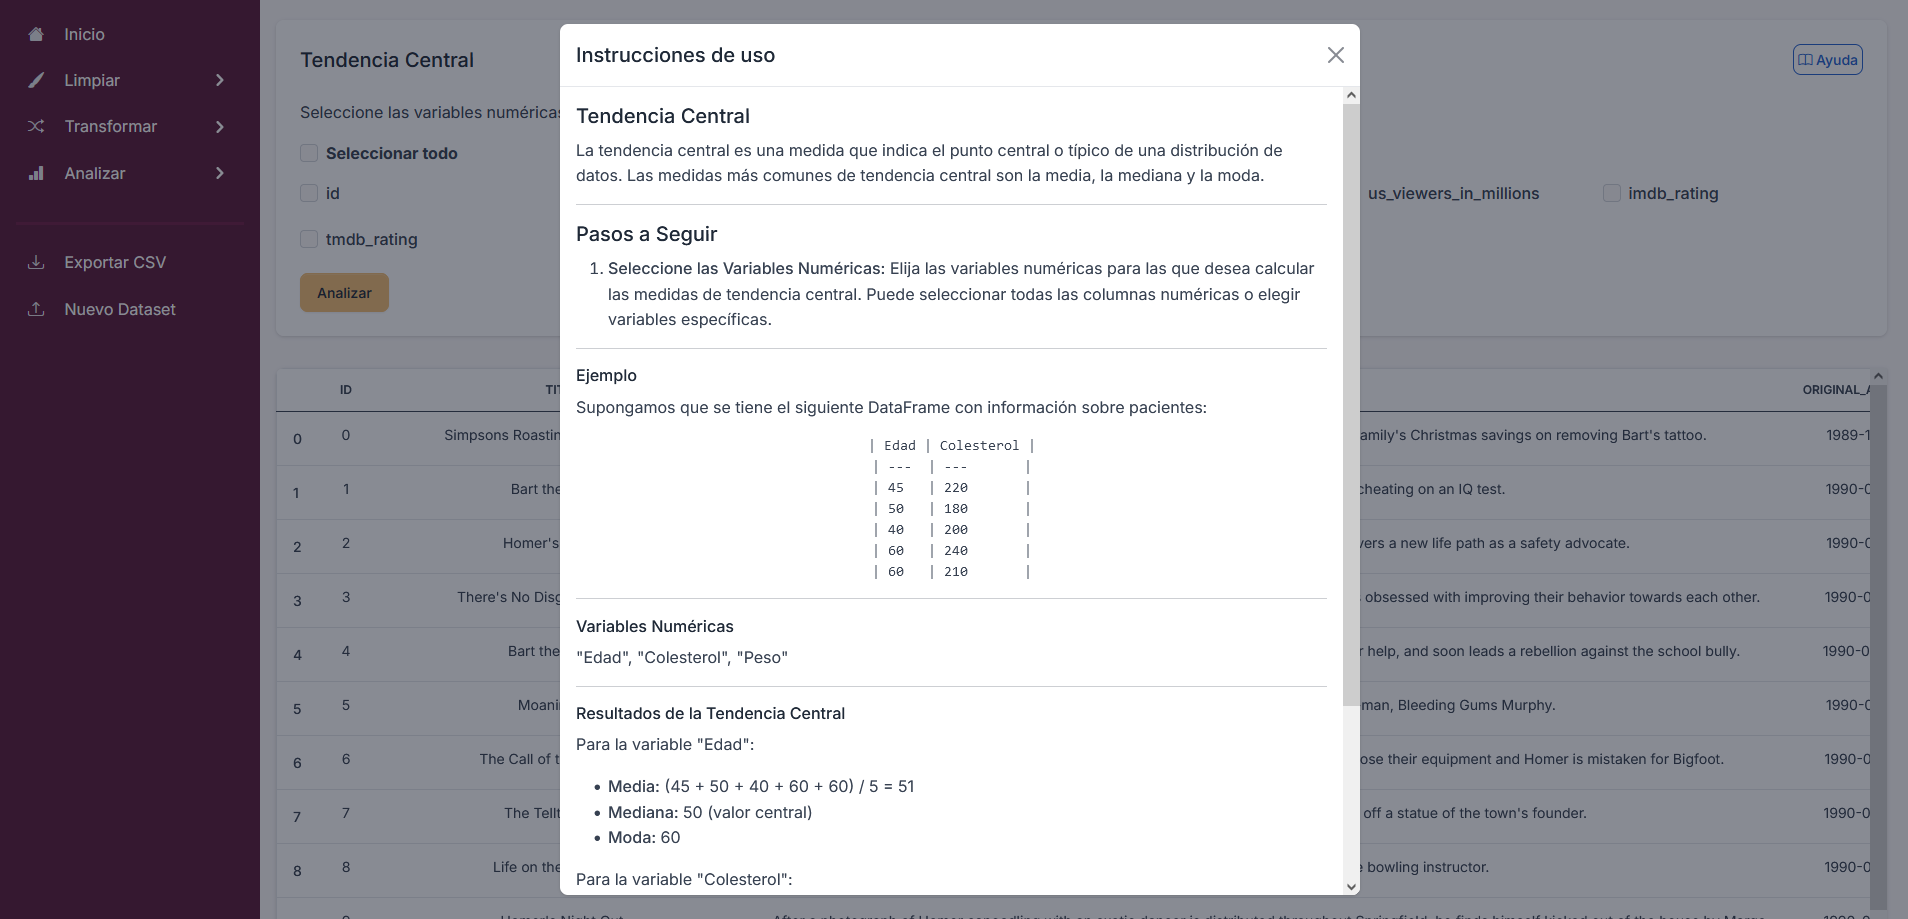 Inicio
Limpiar
Transformar
Analizar
Exportar CSV
Nuevo Dataset
Tendencia Central
Ayuda
Seleccione las variables numéricas
Seleccionar todo
id
us_viewers_in_millions
imdb_rating
tmdb_rating
Analizar
Instrucciones de uso
Tendencia Central
La tendencia central es una medida que indica el punto central o típico de una distribución de
datos. Las medidas más comunes de tendencia central son la media, la mediana y la moda.
Pasos a Seguir
1. Seleccione las Variables Numéricas: Elija las variables numéricas para las que desea calcular
las medidas de tendencia central. Puede seleccionar todas las columnas numéricas o elegir
variables específicas.
Ejemplo
Supongamos que se tiene el siguiente DataFrame con información sobre pacientes:
| Edad | Colesterol |
| --- | --- |
| 45 | 220 |
| 50 | 180 |
| 40 | 200 |
| 60 | 240 |
| 60 | 210 |
Variables Numéricas
"Edad", "Colesterol", "Peso"
Resultados de la Tendencia Central
Para la variable "Edad":
• Media: (45 + 50 + 40 + 60 + 60) / 5 = 51
• Mediana: 50 (valor central)
• Moda: 60
Para la variable "Colesterol":
ID TIT ORIGINAL_A
0 0 Simpsons Roastin amily's Christmas savings on removing Bart's tattoo. 1989-1
1 1 Bart the cheating on an IQ test. 1990-0
2 2 Homer's vers a new life path as a safety advocate. 1990-0
3 3 There's No Disg obsessed with improving their behavior towards each other. 1990-0
4 4 Bart the r help, and soon leads a rebellion against the school bully. 1990-0
5 5 Moani man, Bleeding Gums Murphy. 1990-0
6 6 The Call of t ose their equipment and Homer is mistaken for Bigfoot. 1990-0
7 7 The Tellt off a statue of the town's founder. 1990-0
8 8 Life on the bowling instructor. 1990-0